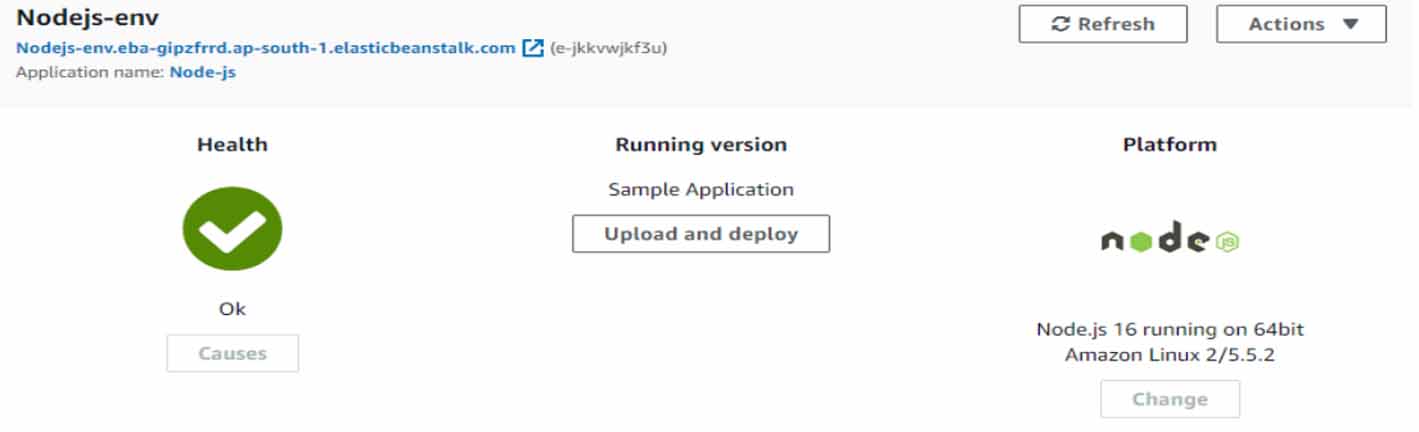 Nodejs-env
Refresh
Actions
Nodejs-env.eba-gipzfrrd.ap-south-1.elasticbeanstalk.com (e-jkkvwjkf3u)
Application name: Node-js
Health
Running version
Platform
Sample Application
Upload and deploy
node JS
Ok
Causes
Node.js 16 running on 64bit
Amazon Linux 2/5.5.2
Change